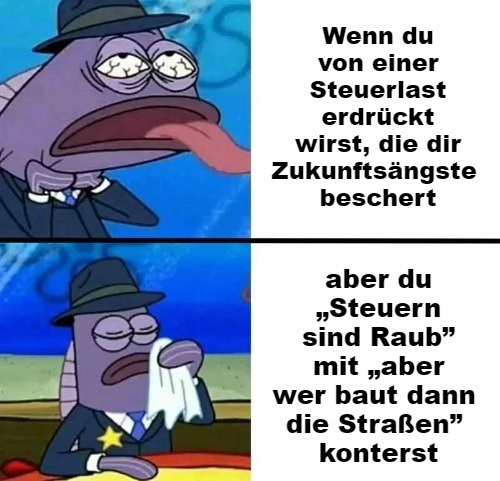 Wenn du
von einer
Steuerlast
erdrückt
wirst, die dir
Zukunftsängste
beschert
aber du
„Steuern
sind Raub”
mit „aber
wer baut dann
die Straßen”
konterst